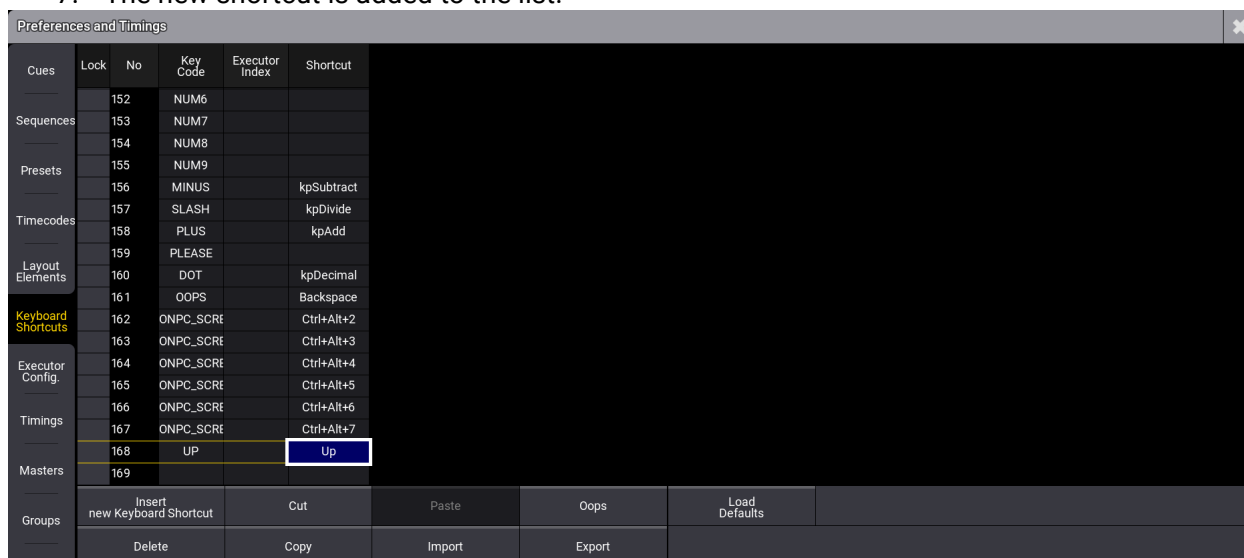 7. The new shortcut is added to the list.
Preferences and Timings
Lock No Key Code Executor Index Shortcut
Cues
Sequences
Presets
Timecodes
Layout Elements
Keyboard Shortcuts
Executor Config.
Timings
Masters
Groups
152 NUM6
153 NUM7
154 NUM8
155 NUM9
156 MINUS kpSubtract
157 SLASH kpDivide
158 PLUS kpAdd
159 PLEASE
160 DOT kpDecimal
161 OOPS Backspace
162 ONPC_SCRE Ctrl+Alt+2
163 ONPC_SCRE Ctrl+Alt+3
164 ONPC_SCRE Ctrl+Alt+4
165 ONPC_SCRE Ctrl+Alt+5
166 ONPC_SCRE Ctrl+Alt+6
167 ONPC_SCRE Ctrl+Alt+7
168 UP Up
169
Insert new Keyboard Shortcut Cut Paste Oops Load Defaults
Delete Copy Import Export